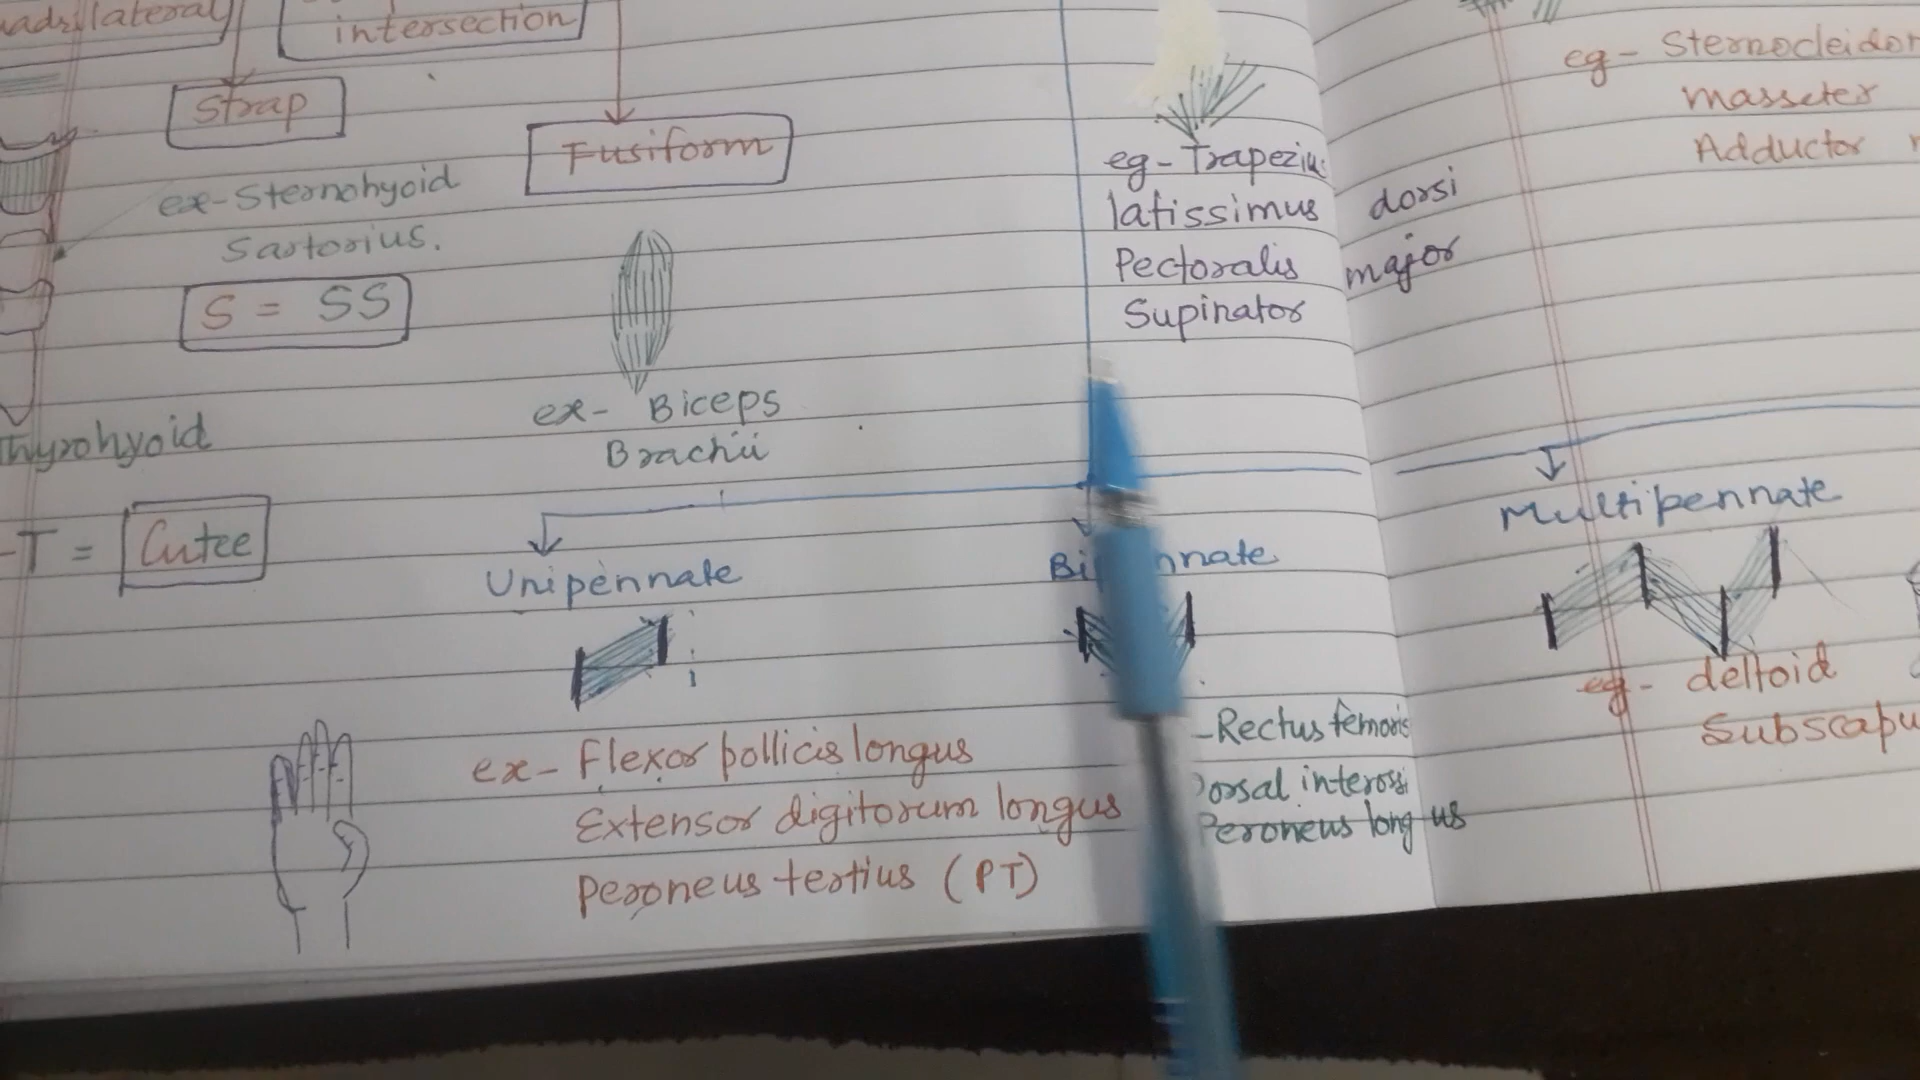 intersection
Strap
Fusiform
ex- Sternohyoid
Sartorius.
S = SS
Thyrohyoid
-T = Cutee
ex- Biceps
Brachii
eg- Trapezius
latissimus dorsi
Pectoralis major
Supinator
eg- Sternocleidom
masseter
Adductor
Unipennate
ex- Flexor pollicis longus
Extensor digitorum longus
Peroneus tertius (PT)
-Rectus femoris
Dorsal interossi
Peroneus longus
Multipennate
eg- deltoid
Subscapu